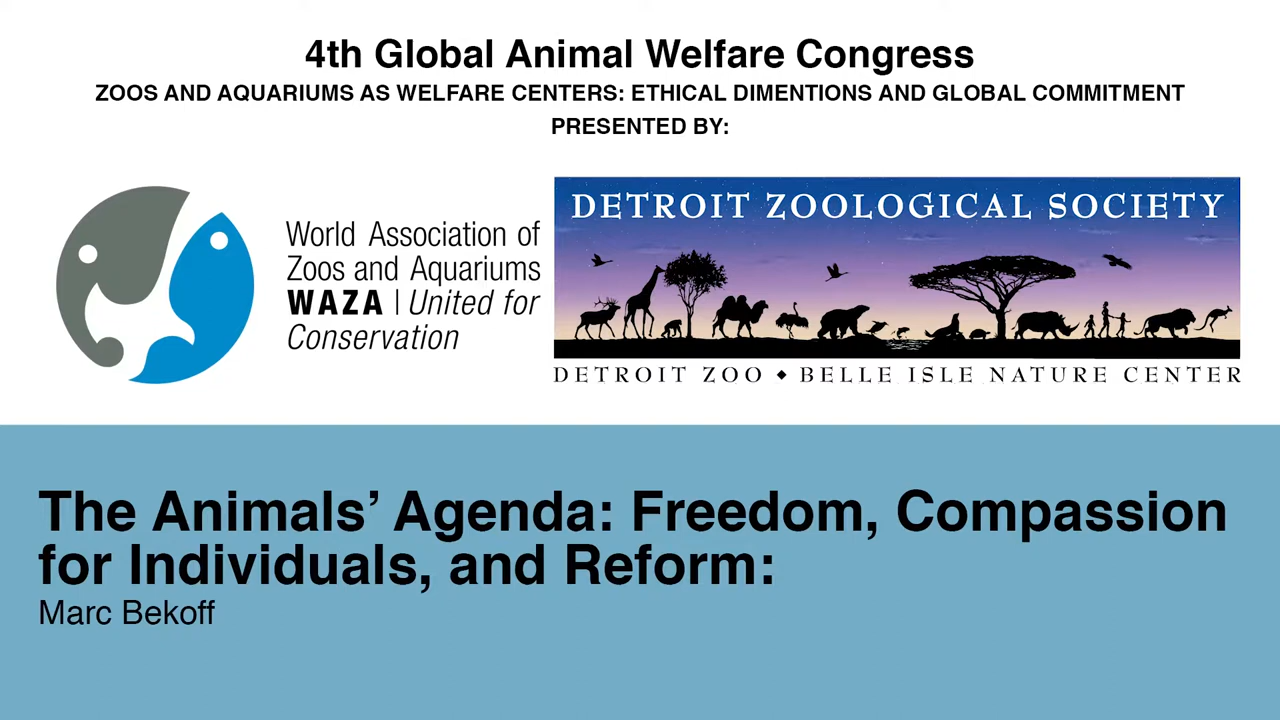 4th Global Animal Welfare Congress
ZOOS AND AQUARIUMS AS WELFARE CENTERS: ETHICAL DIMENTIONS AND GLOBAL COMMITMENT
PRESENTED BY:
World Association of
Zoos and Aquariums
WAZA | United for
Conservation
DETROIT ZOOLOGICAL SOCIETY
DETROIT ZOO ◆ BELLE ISLE NATURE CENTER
The Animals’ Agenda: Freedom, Compassion
for Individuals, and Reform:
Marc Bekoff